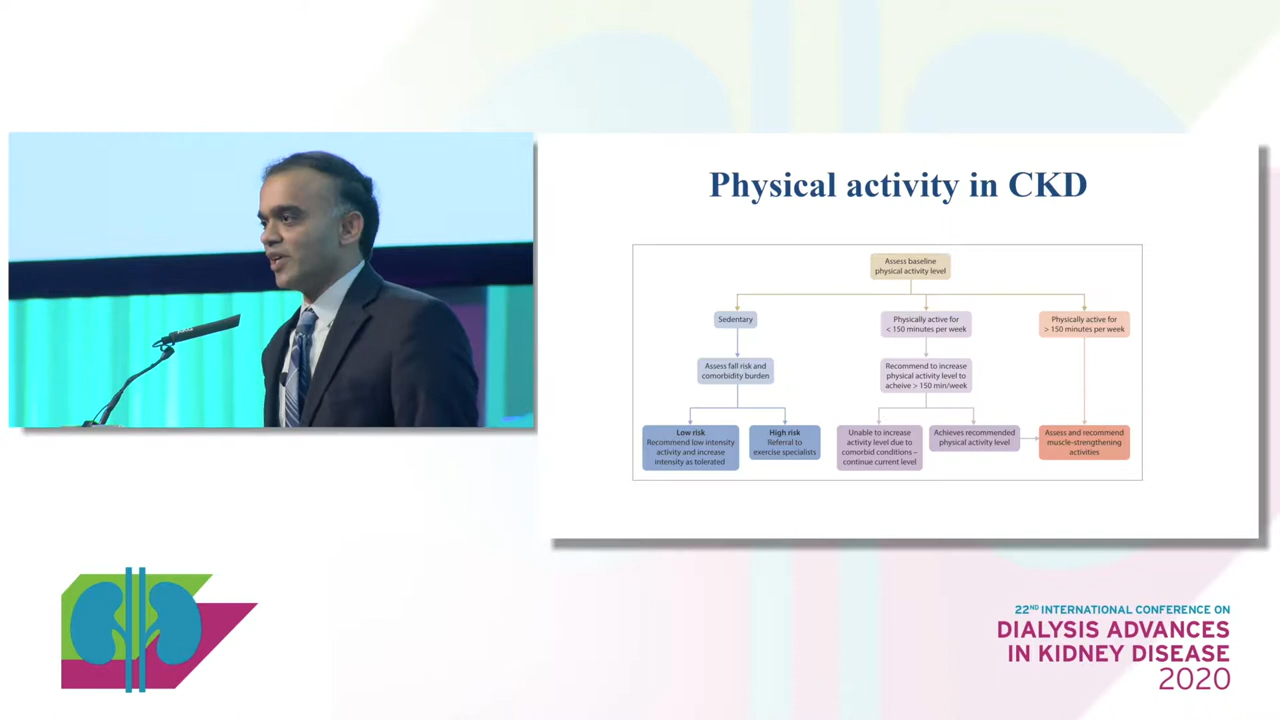 Physical activity in CKD
Assess baseline
physical activity level
Sedentary
Physically active for
< 150 minutes per week
Physically active for
> 150 minutes per week
Assess fall risk and
comorbidity burden
Recommend to increase
physical activity level to
acheive > 150 min/week
Low risk
Recommend low intensity
activity and increase
intensity as tolerated
High risk
Referral to
exercise specialists
Unable to increase
activity level due to
comorbid conditions –
continue current level
Achieves recommended
physical activity level
Assess and recommend
muscle-strengthening
activities
22ND INTERNATIONAL CONFERENCE ON
DIALYSIS ADVANCES
IN KIDNEY DISEASE
2020